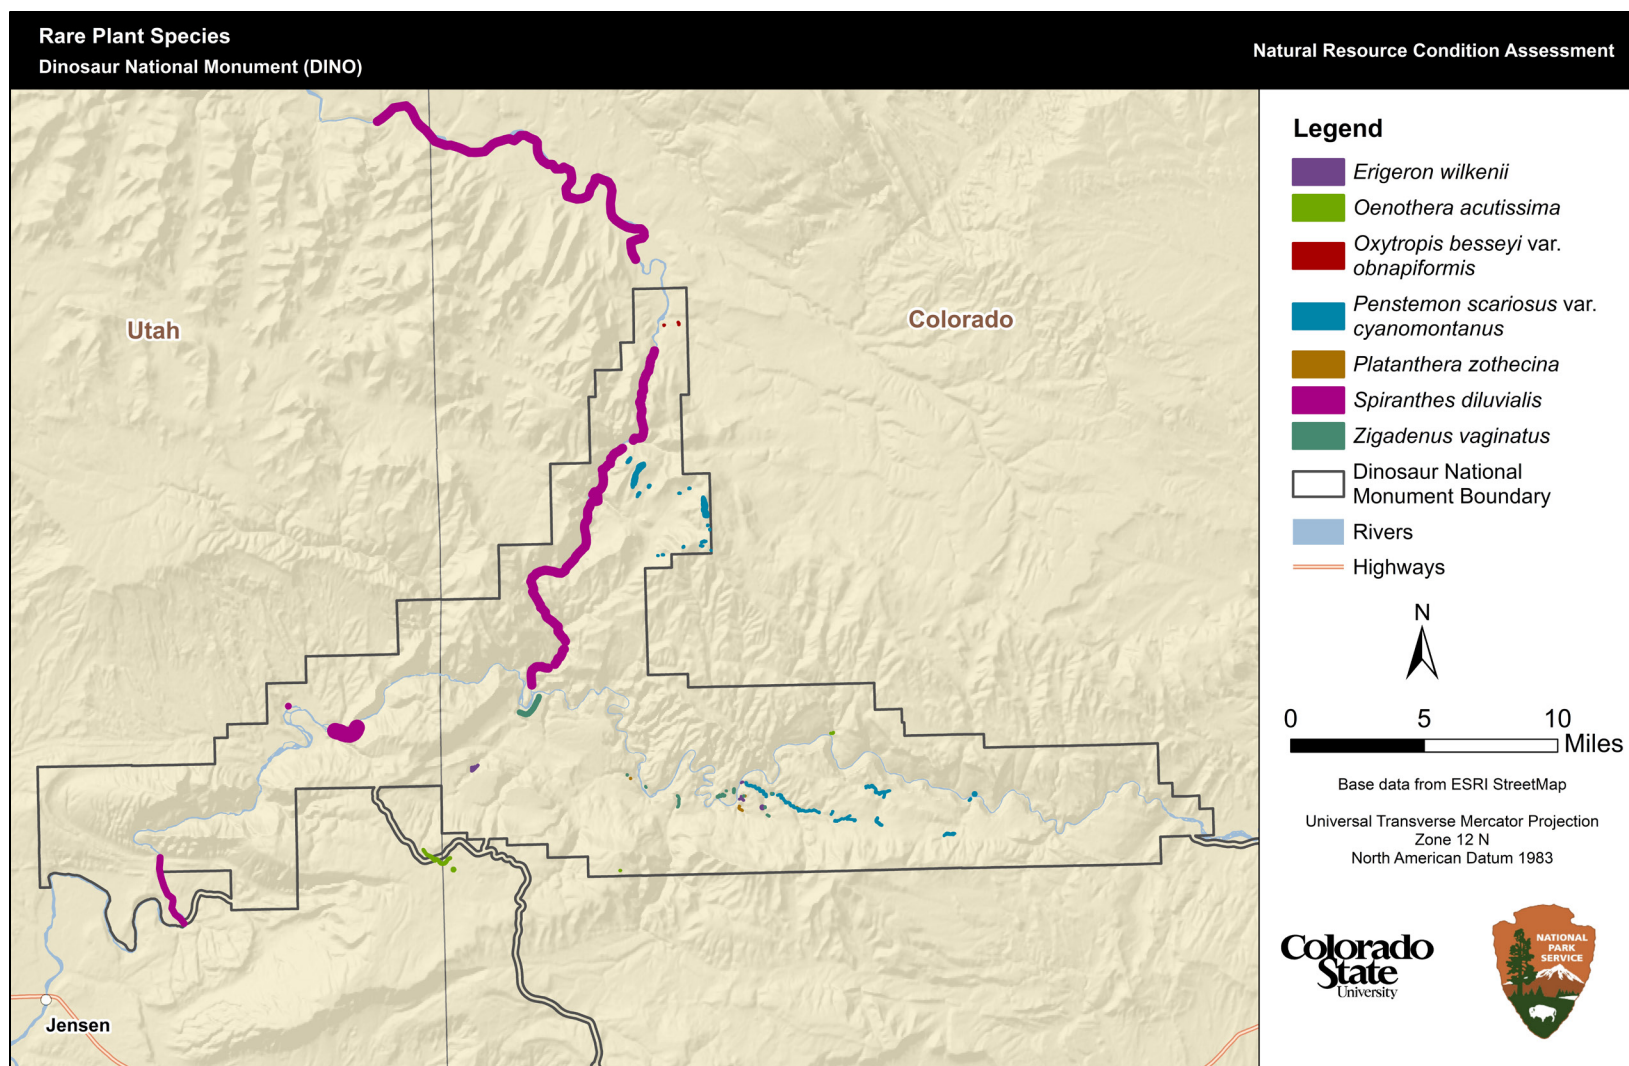 Rare Plant Species
Dinosaur National Monument (DINO)
Natural Resource Condition Assessment
Utah
Colorado
Jensen
Legend
Erigeron wilkenii
Oenothera acutissima
Oxytropis besseyi var.
obnapiformis
Penstemon scariosus var.
cyanomontanus
Platanthera zothecina
Spiranthes diluvialis
Zigadenus vaginatus
Dinosaur National
Monument Boundary
Rivers
Highways
N
0 5 10
Miles
Base data from ESRI StreetMap
Universal Transverse Mercator Projection
Zone 12 N
North American Datum 1983
Colorado
State
University
NATIONAL
PARK
SERVICE